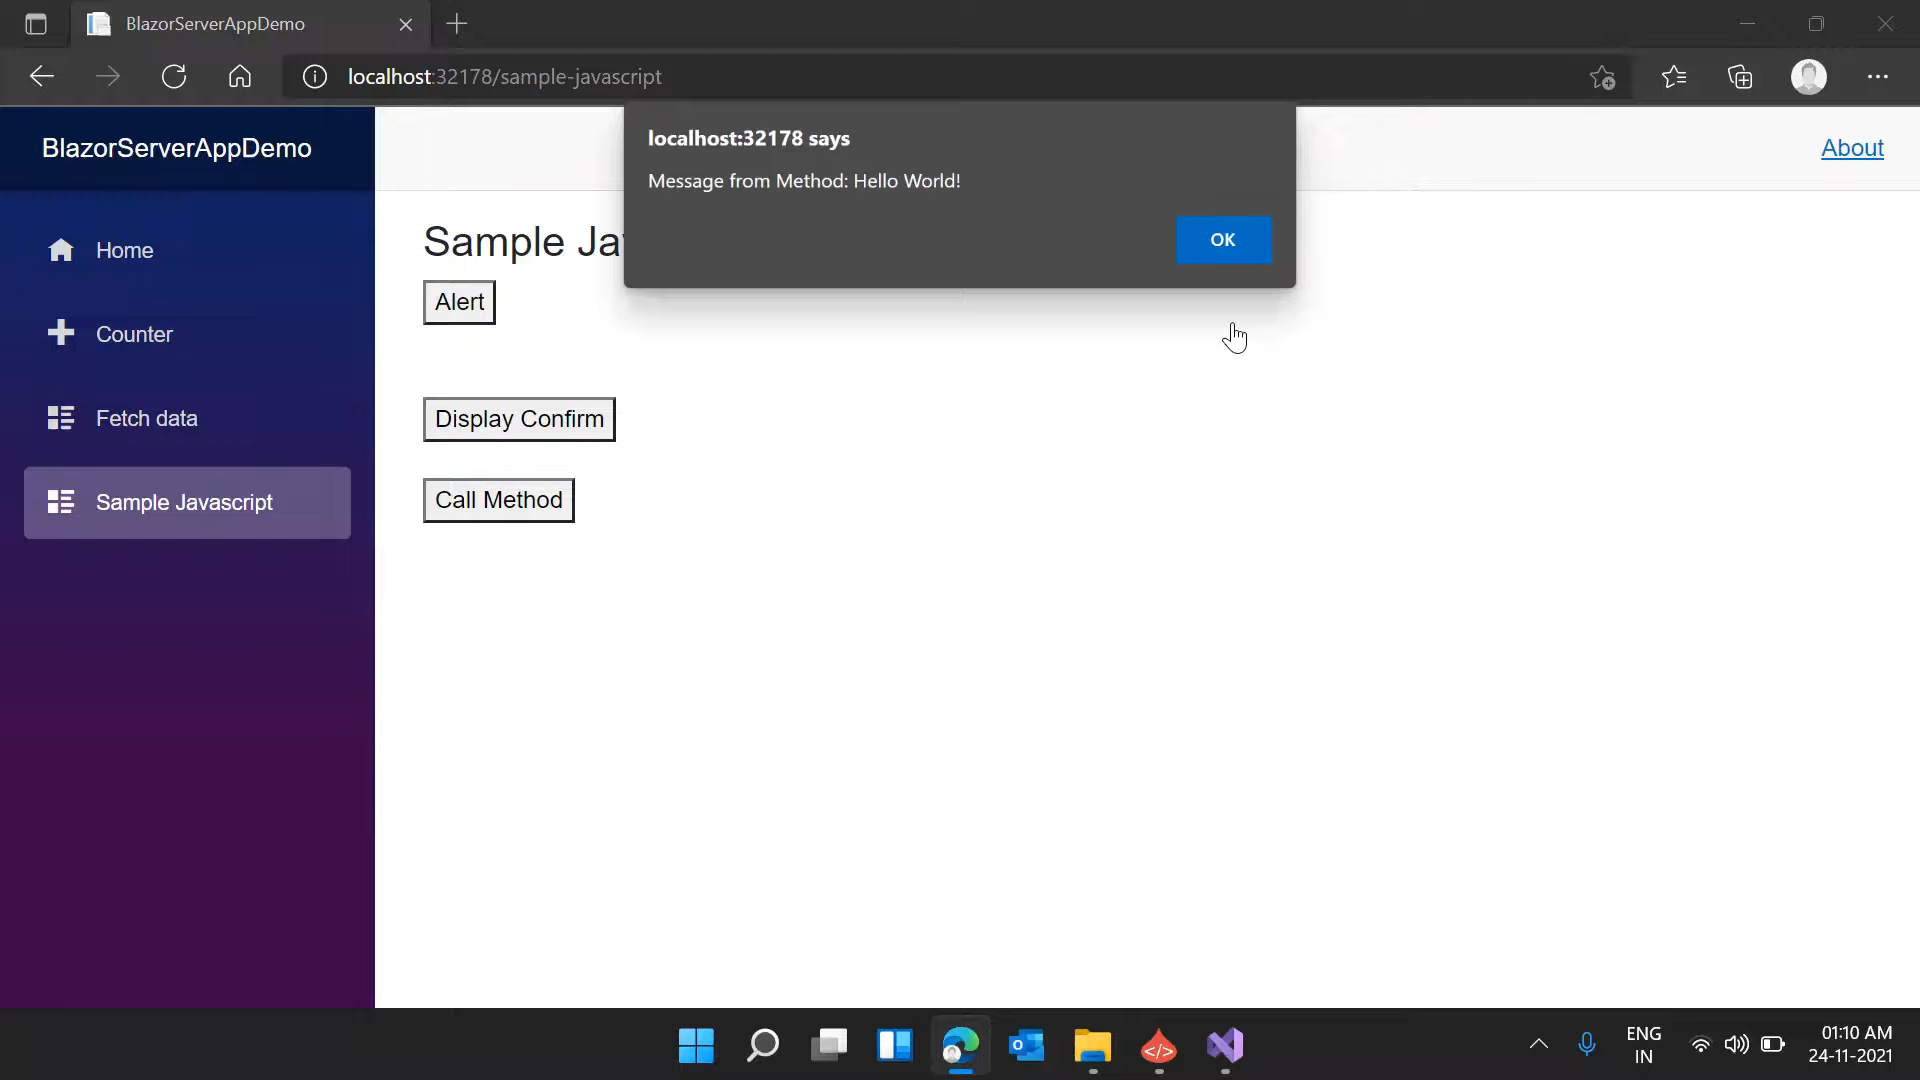 BlazorServerAppDemo
localhost:32178/sample-javascript
BlazorServerAppDemo
localhost:32178 says
Message from Method: Hello World!
OK
About
Home
Counter
Fetch data
Sample Javascript
Sample Ja
Alert
Display Confirm
Call Method
ENG
IN
01:10 AM
24-11-2021